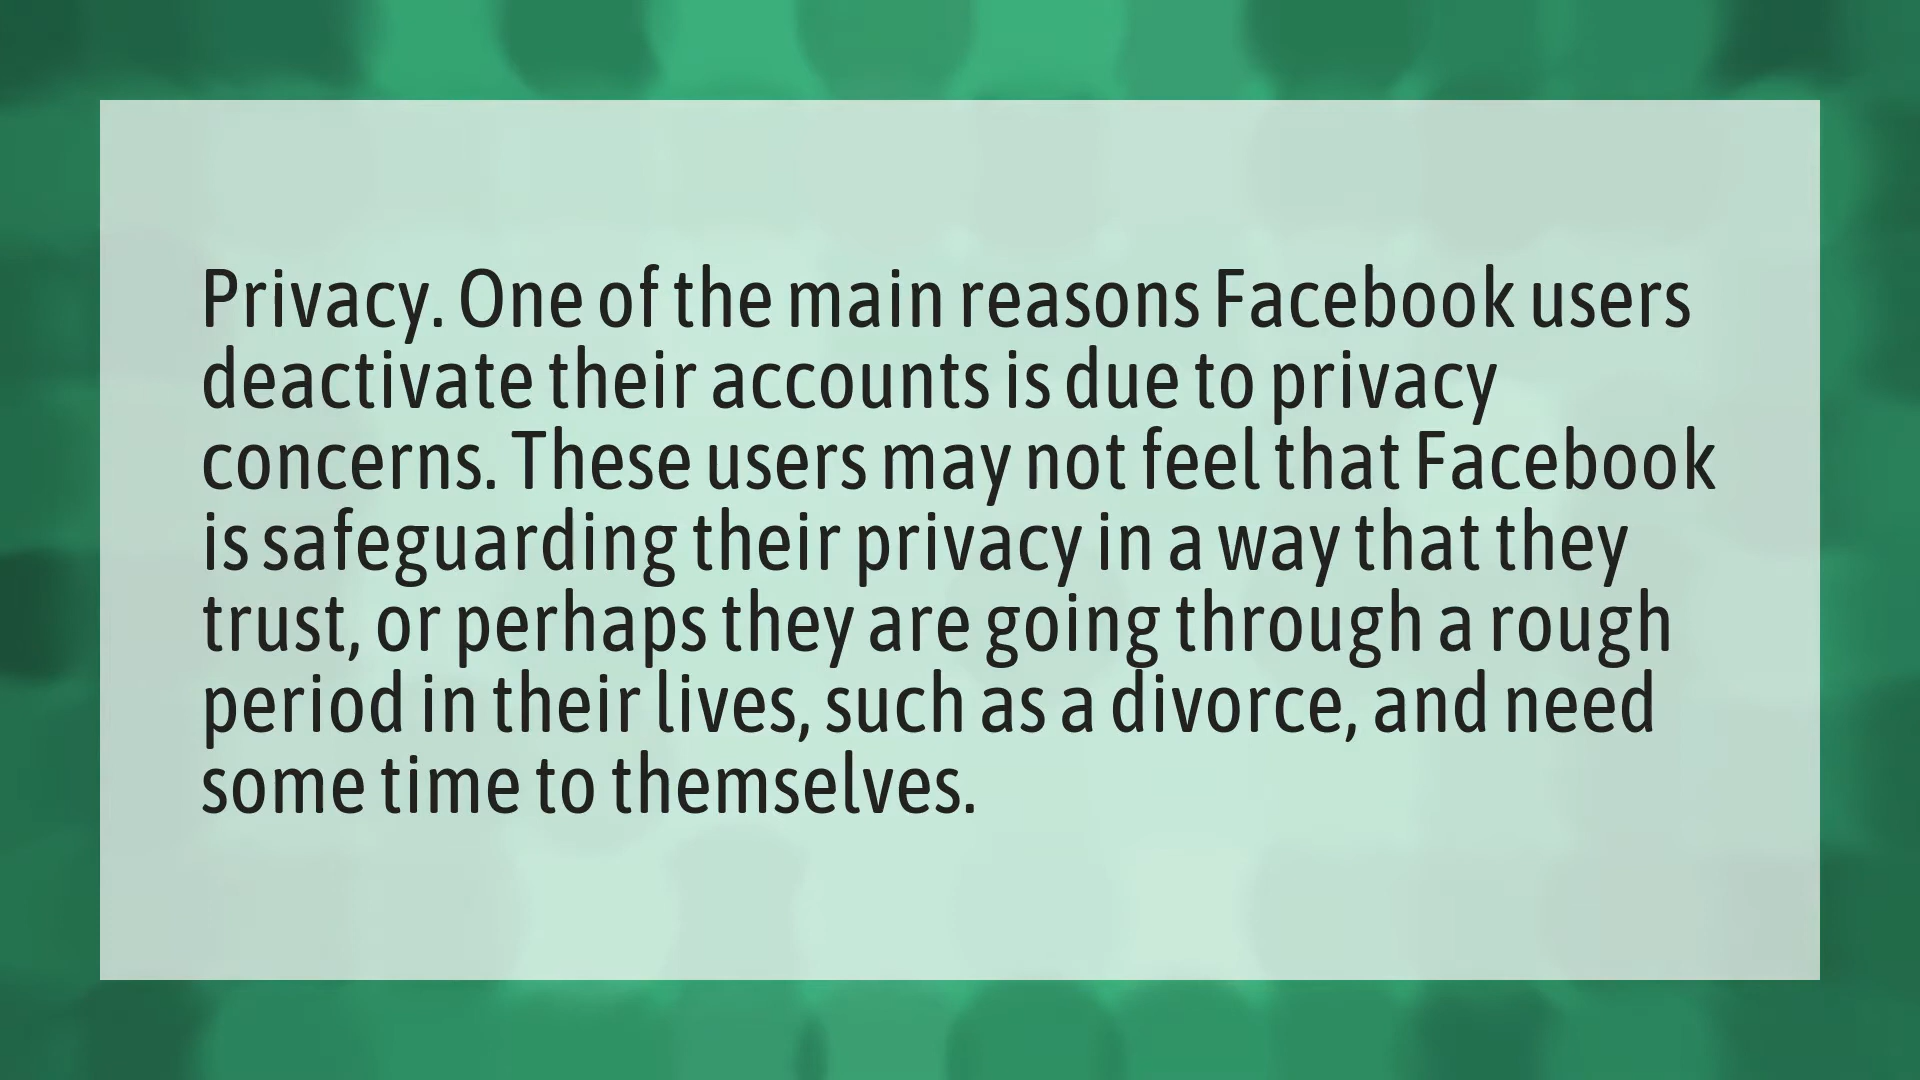 Privacy. One of the main reasons Facebook users
deactivate their accounts is due to privacy
concerns. These users may not feel that Facebook
is safeguarding their privacy in a way that they
trust, or perhaps they are going through a rough
period in their lives, such as a divorce, and need
some time to themselves.